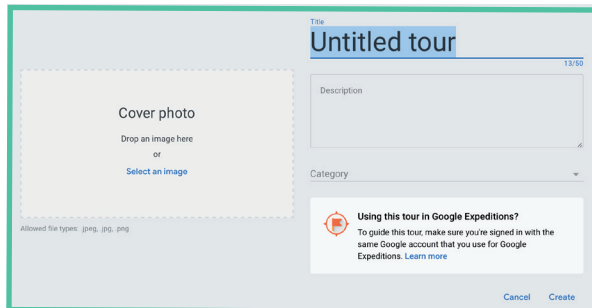 Title
Untitled tour
13/50
Cover photo
Drop an image here
or
Select an image
Allowed file types: .jpeg, .jpg, .png
Description
Category
Using this tour in Google Expeditions?
To guide this tour, make sure you're signed in with the
same Google account that you use for Google
Expeditions. Learn more
Cancel Create